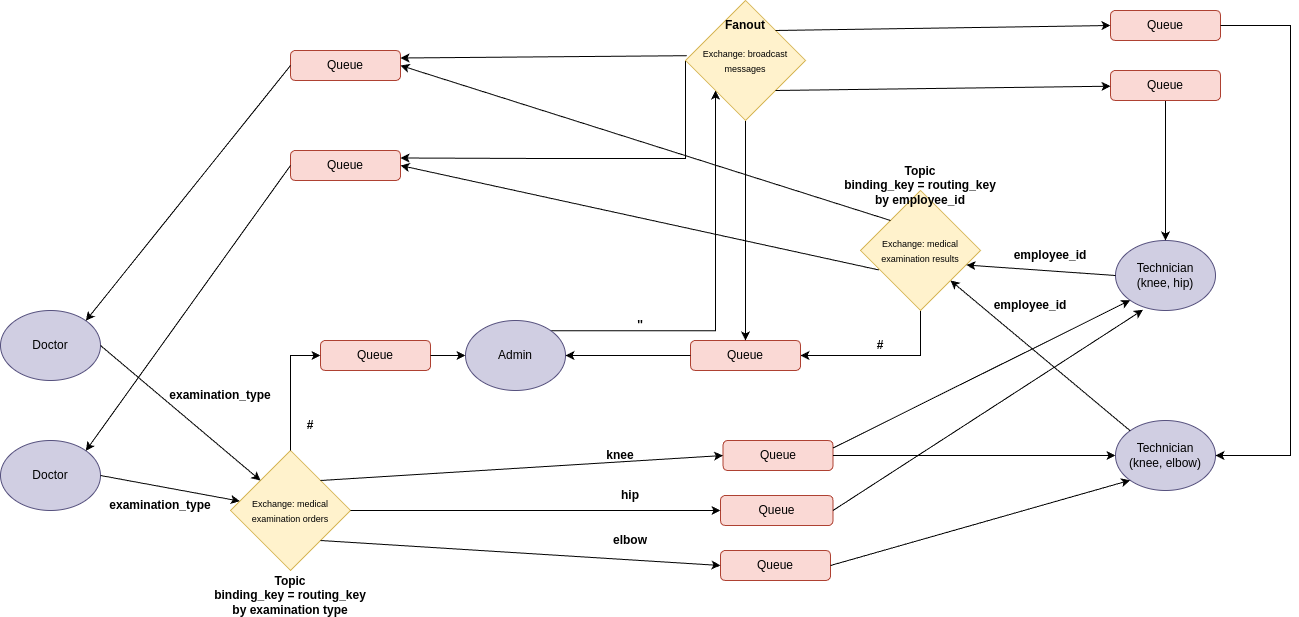 Fanout
Exchange: broadcast
messages
Queue
Queue
Queue
Queue
Topic
binding_key = routing_key
by employee_id
Exchange: medical
examination results
employee_id
Technician
(knee, hip)
employee_id
"
#
Doctor
Queue
Admin
Queue
examination_type
#
knee
Queue
Technician
(knee, elbow)
Doctor
examination_type
Exchange: medical
examination orders
hip
Queue
elbow
Queue
Topic
binding_key = routing_key
by examination type